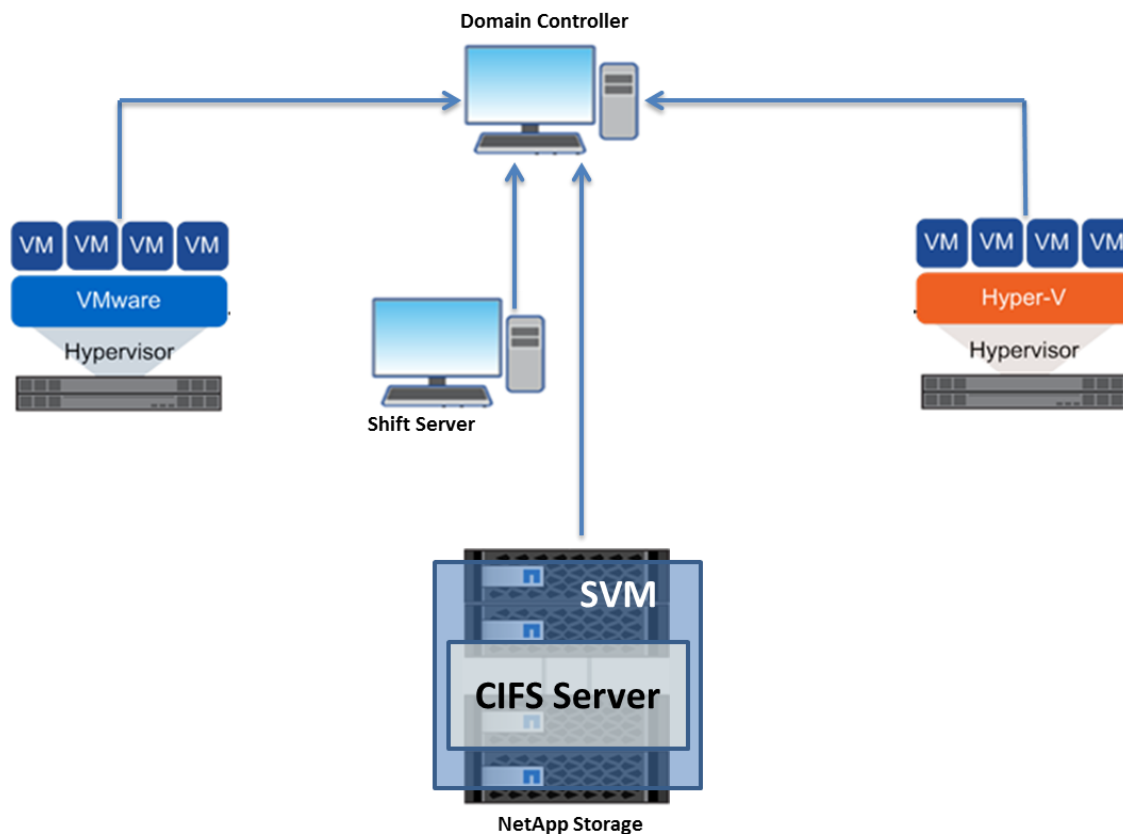 Domain Controller
VM VM VM VM
VMware
Hypervisor
VM VM VM VM
Hyper-V
Hypervisor
Shift Server
SVM
CIFS Server
NetApp Storage